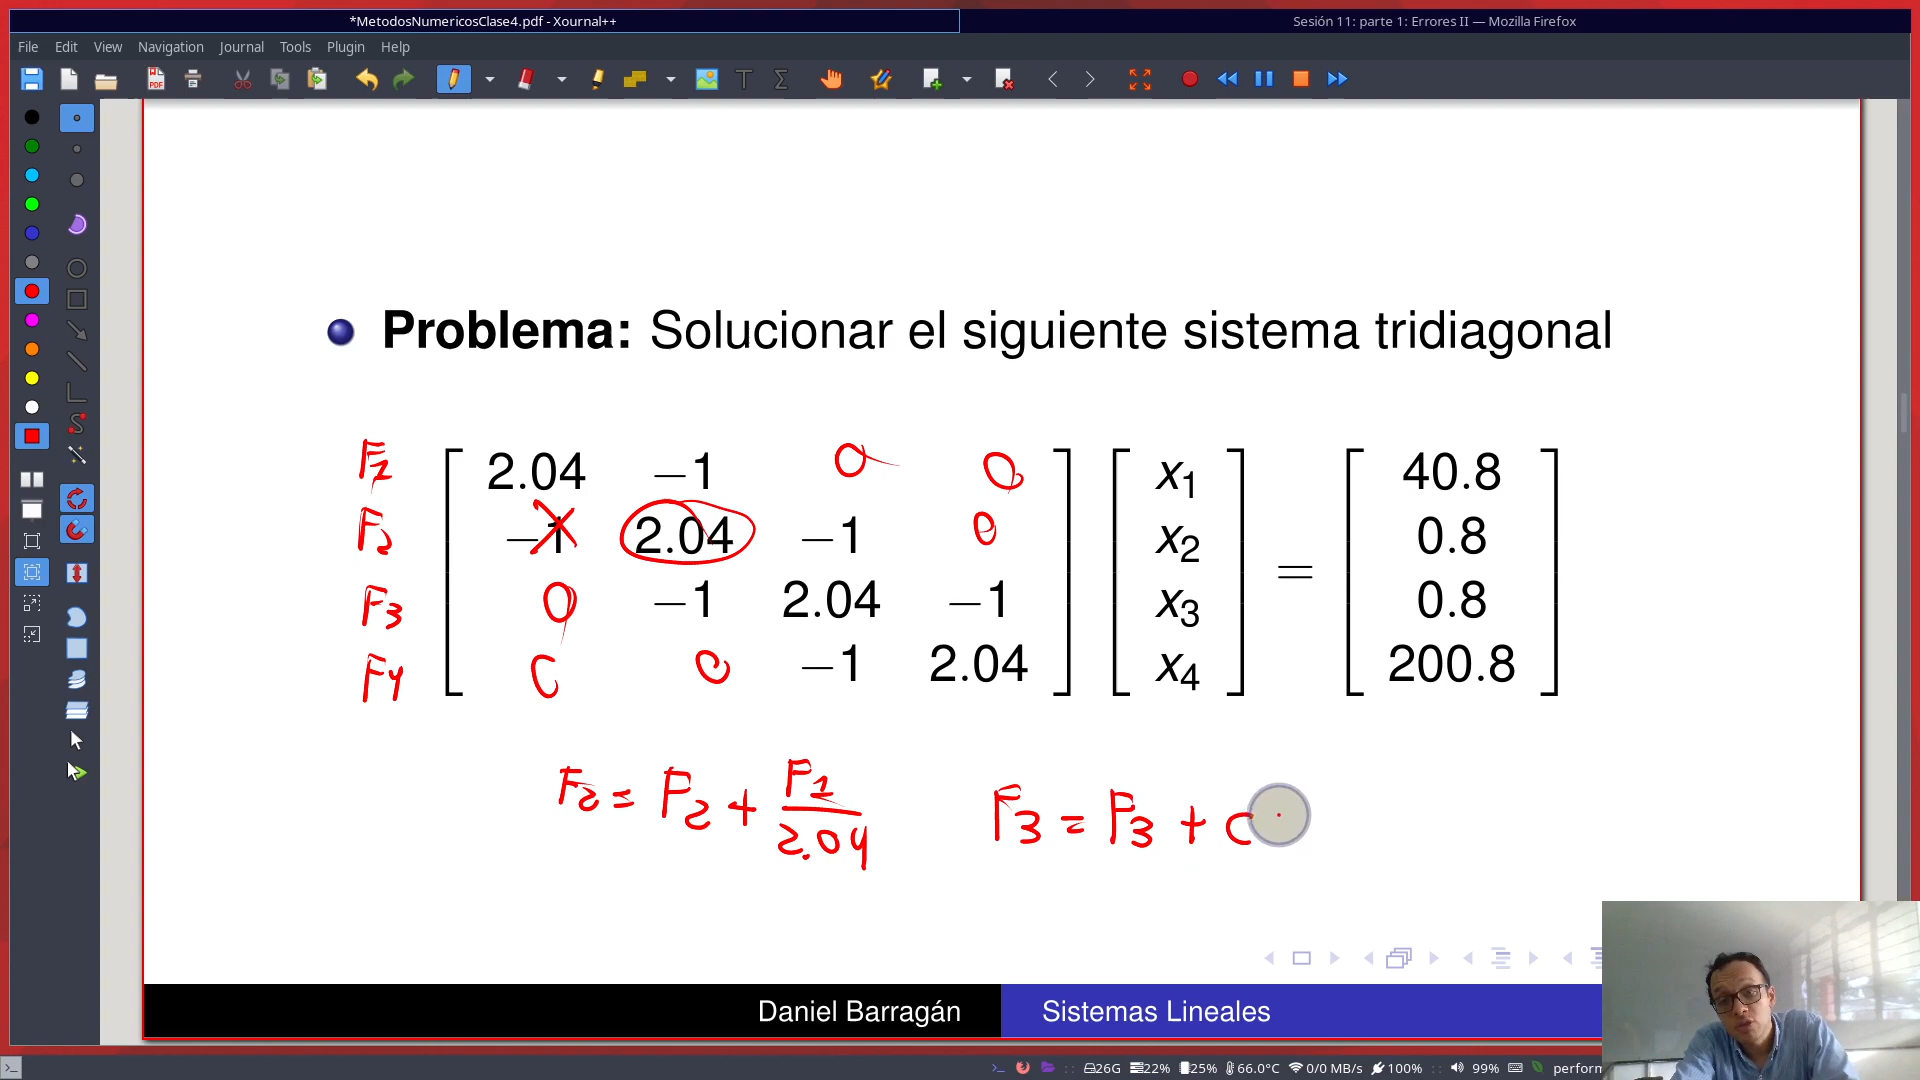 *MetodosNumericosClase4.pdf - Xournal++
Sesión 11: parte 1: Errores II — Mozilla Firefox
File Edit View Navigation Journal Tools Plugin Help
Problema: Solucionar el siguiente sistema tridiagonal
F1 2.04 −1 0 0 x1 40.8
F2 −1 2.04 −1 0 x2 0.8
=
F3 0 −1 2.04 −1 x3 0.8
F4 0 0 −1 2.04 x4 200.8
F2 = F2 + F1
2.04
F3 = F3 + c
Daniel Barragán
Sistemas Lineales
26G 22% 25% 66.0°C 0/0 MB/s 100% 99% perform